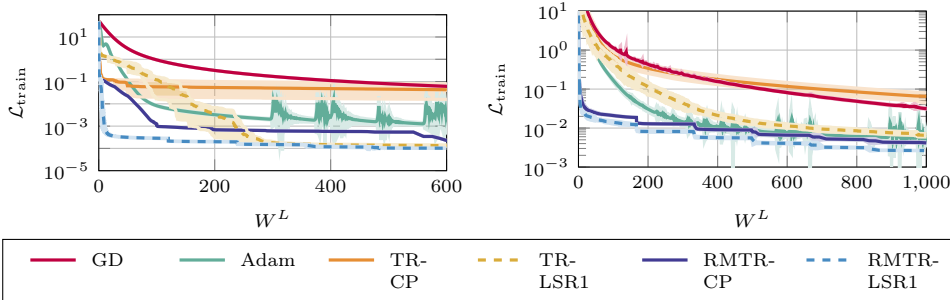 10^1
10^-1
10^-3
10^-5
0
200
400
600
L_train
W^L
10^1
10^0
10^-1
10^-2
10^-3
0
200
400
600
800
1,000
L_train
W^L
GD
Adam
TR-
CP
TR-
LSR1
RMTR-
CP
RMTR-
LSR1